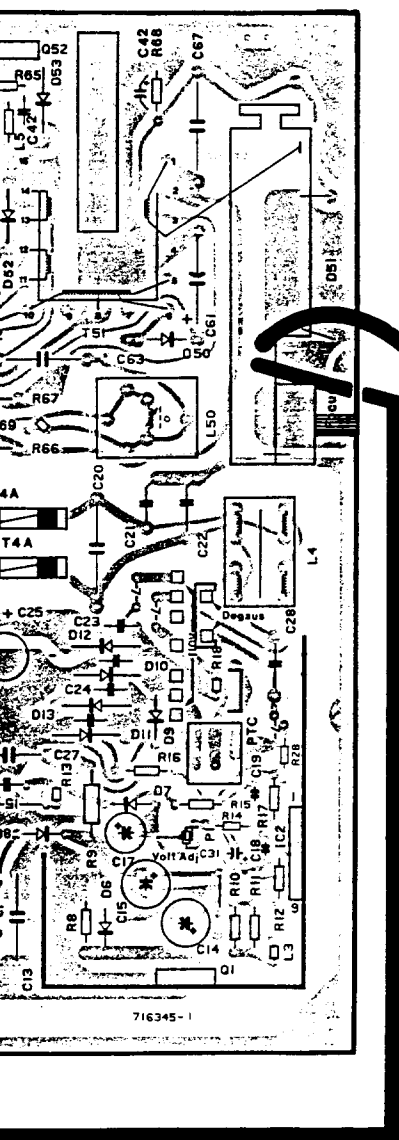 Q52
C42
R68
C67
R65
D53
L5
C42
D52
D51
T51
C61
C63
Q50
R67
R66
L50
C20
T4A
C21
C22
L4
+ C25
C23
D12
Degaus
C28
D10
R18
C24
D13
D11
D9
PTC
C27
R16
C19
R28
R13
D7
R15
R17
R14
P1
IC2
R9
C17
Volt Adj
C31
C18
D6
C15
R10
R11
R8
R12
9
C14
L3
C13
Q1
716345-1